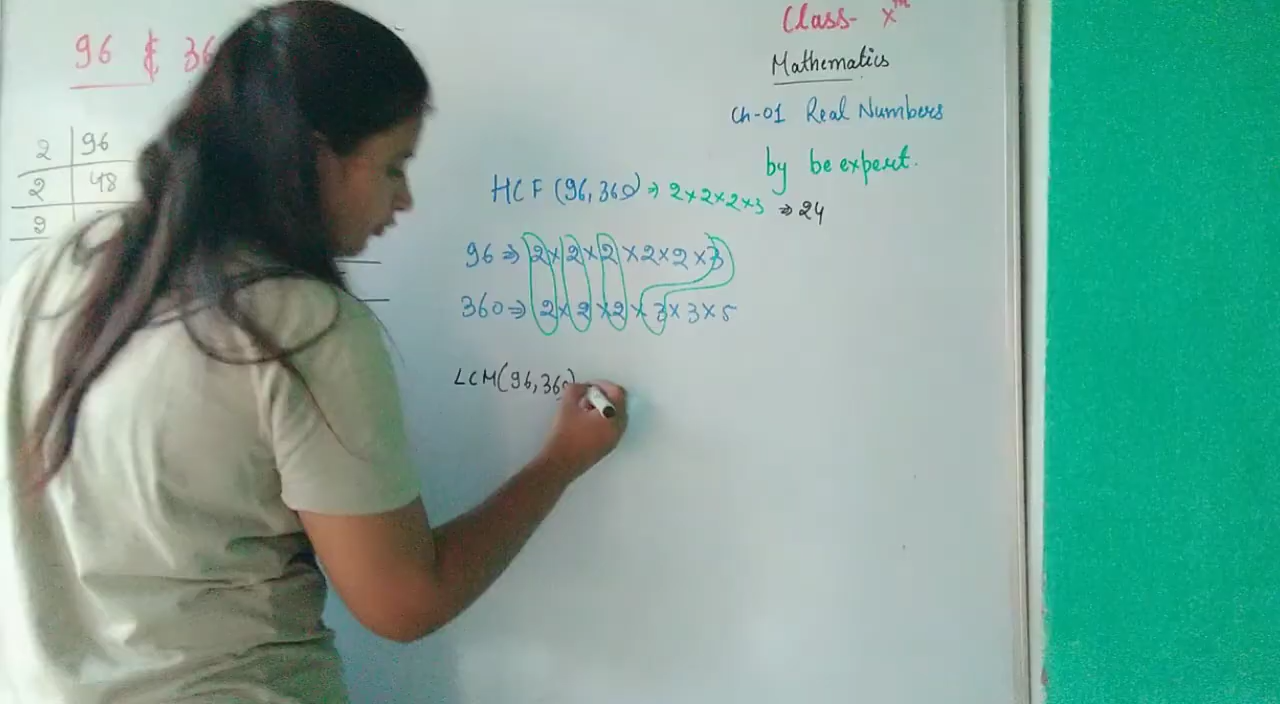 96 & 36
Class- Xth
Mathematics
Ch-01 Real Numbers
by be expert.
2 | 96
2 | 48
2
HCF (96, 360) ⇒ 2×2×2×3 ⇒ 24
96 ⇒ 2×2×2×2×2×3
360 ⇒ 2×2×2×3×3×5
LCM(96, 360)